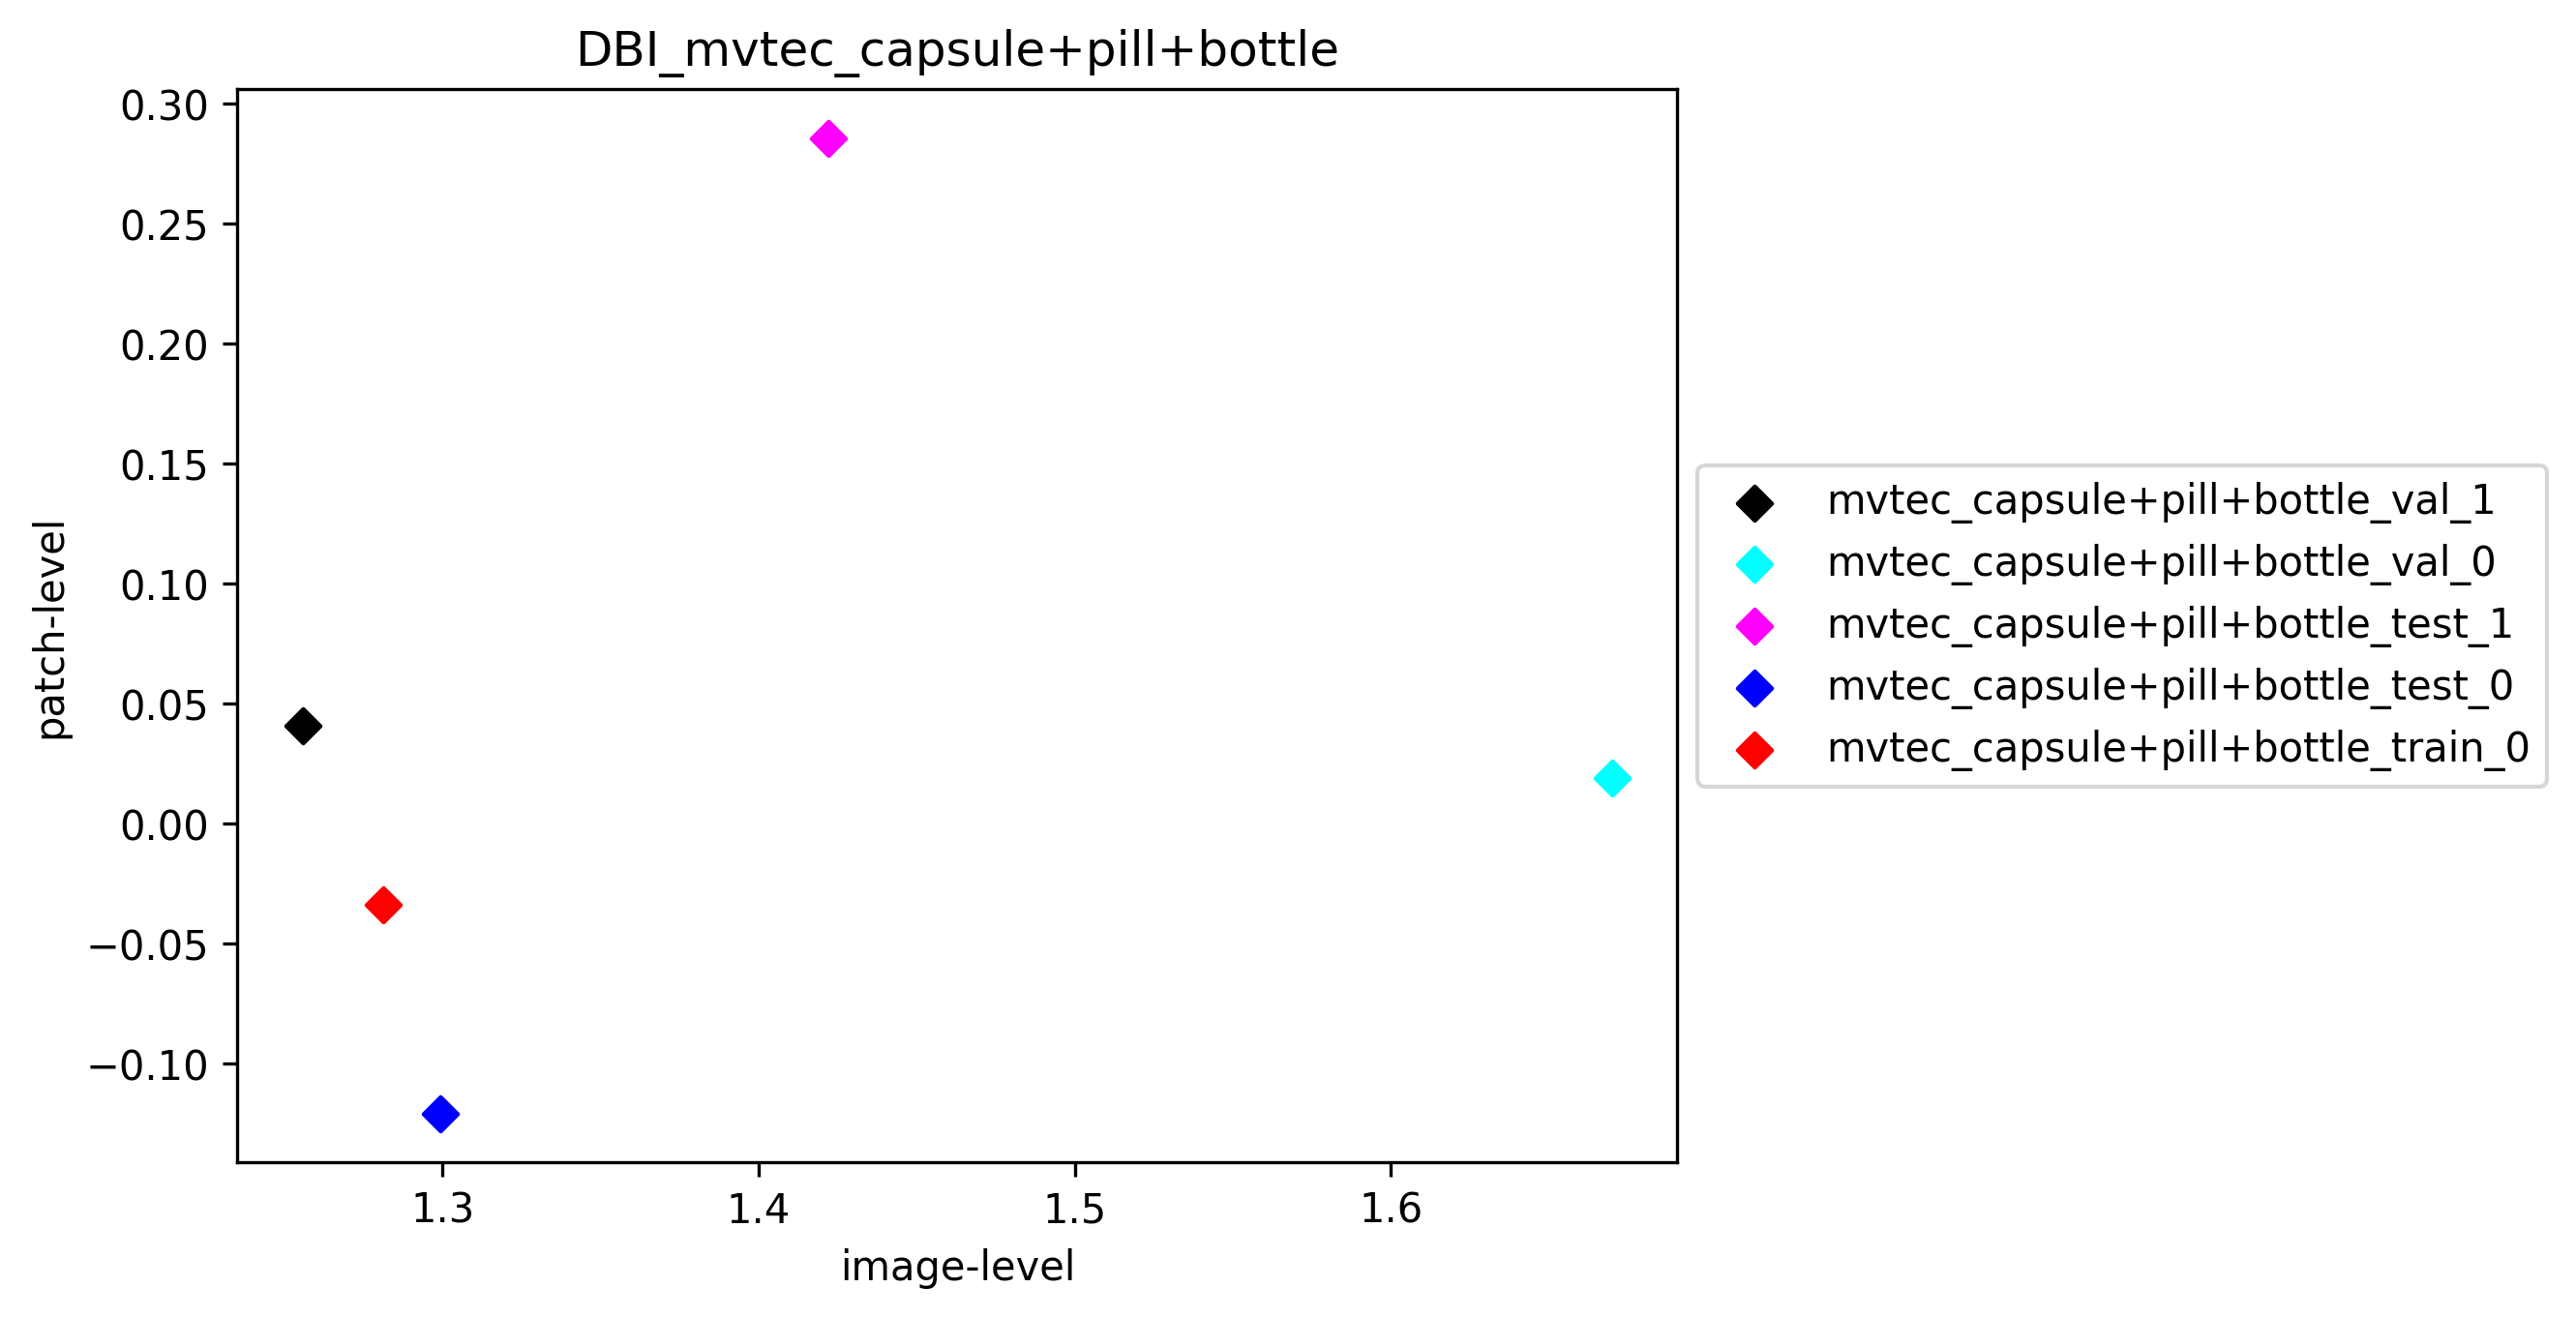 DBI_mvtec_capsule+pill+bottle
0.30
0.25
0.20
0.15
0.10
0.05
0.00
−0.05
−0.10
patch-level
1.3 1.4 1.5 1.6
image-level
mvtec_capsule+pill+bottle_val_1
mvtec_capsule+pill+bottle_val_0
mvtec_capsule+pill+bottle_test_1
mvtec_capsule+pill+bottle_test_0
mvtec_capsule+pill+bottle_train_0